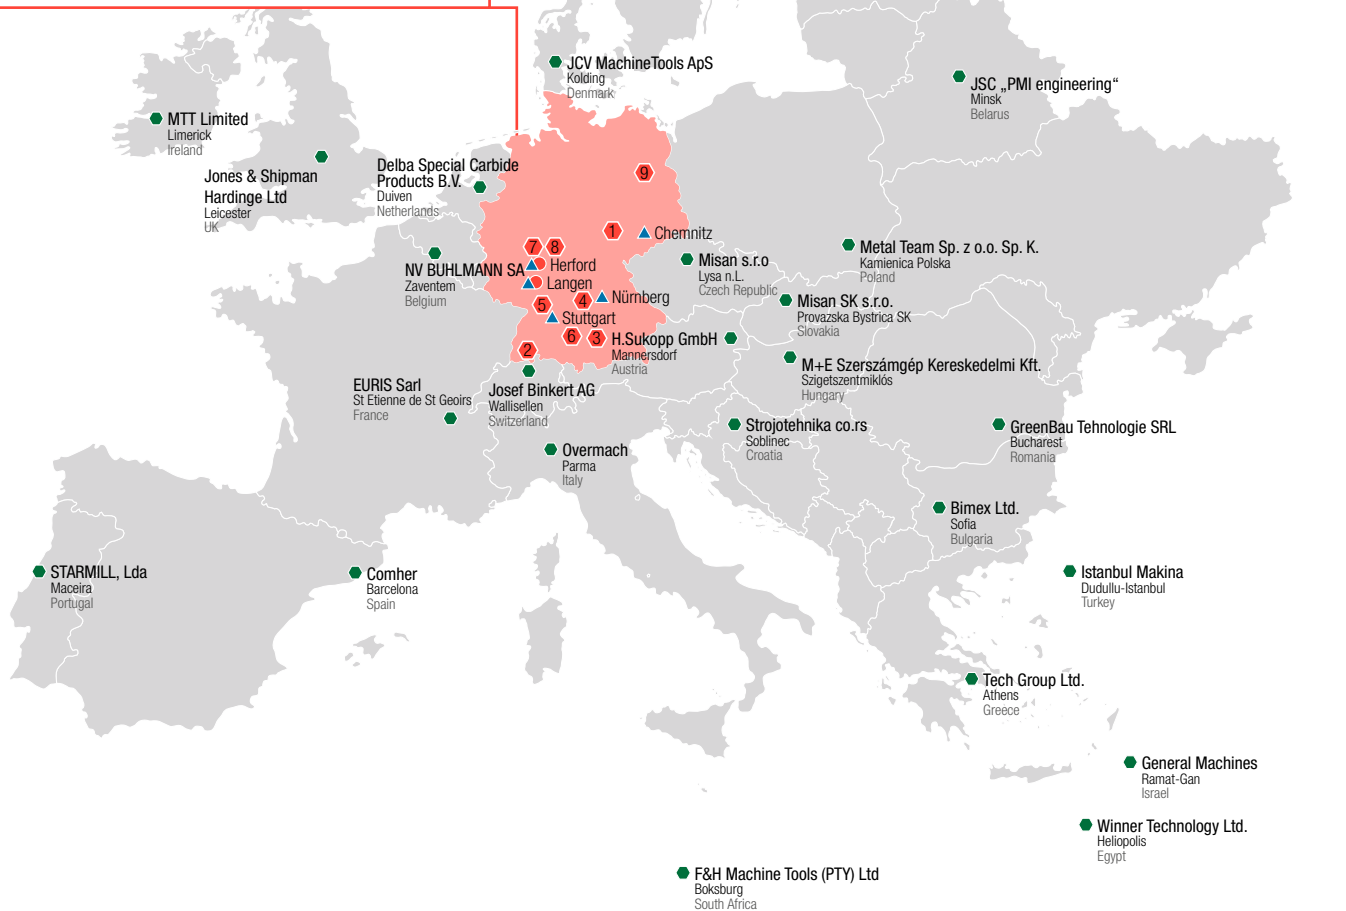 JCV MachineTools ApS
Kolding
Denmark
JSC „PMI engineering“
Minsk
Belarus
MTT Limited
Limerick
Ireland
Jones & Shipman
Hardinge Ltd
Leicester
UK
Delba Special Carbide
Products B.V.
Duiven
Netherlands
9
1
Chemnitz
7
8
Herford
Langen
5
4
Nürnberg
Stuttgart
6
3
2
NV BUHLMANN SA
Zaventem
Belgium
Misan s.r.o
Lysa n.L.
Czech Republic
Metal Team Sp. z o.o. Sp. K.
Kamienica Polska
Poland
Misan SK s.r.o.
Provazska Bystrica SK
Slovakia
H.Sukopp GmbH
Mannersdorf
Austria
M+E Szerszámgép Kereskedelmi Kft.
Szigetszentmiklós
Hungary
EURIS Sarl
St Etienne de St Geoirs
France
Josef Binkert AG
Wallisellen
Switzerland
Strojotehnika co.rs
Soblinec
Croatia
GreenBau Tehnologie SRL
Bucharest
Romania
Overmach
Parma
Italy
Bimex Ltd.
Sofia
Bulgaria
STARMILL, Lda
Maceira
Portugal
Comher
Barcelona
Spain
Istanbul Makina
Dudullu-Istanbul
Turkey
Tech Group Ltd.
Athens
Greece
General Machines
Ramat-Gan
Israel
Winner Technology Ltd.
Heliopolis
Egypt
F&H Machine Tools (PTY) Ltd
Boksburg
South Africa